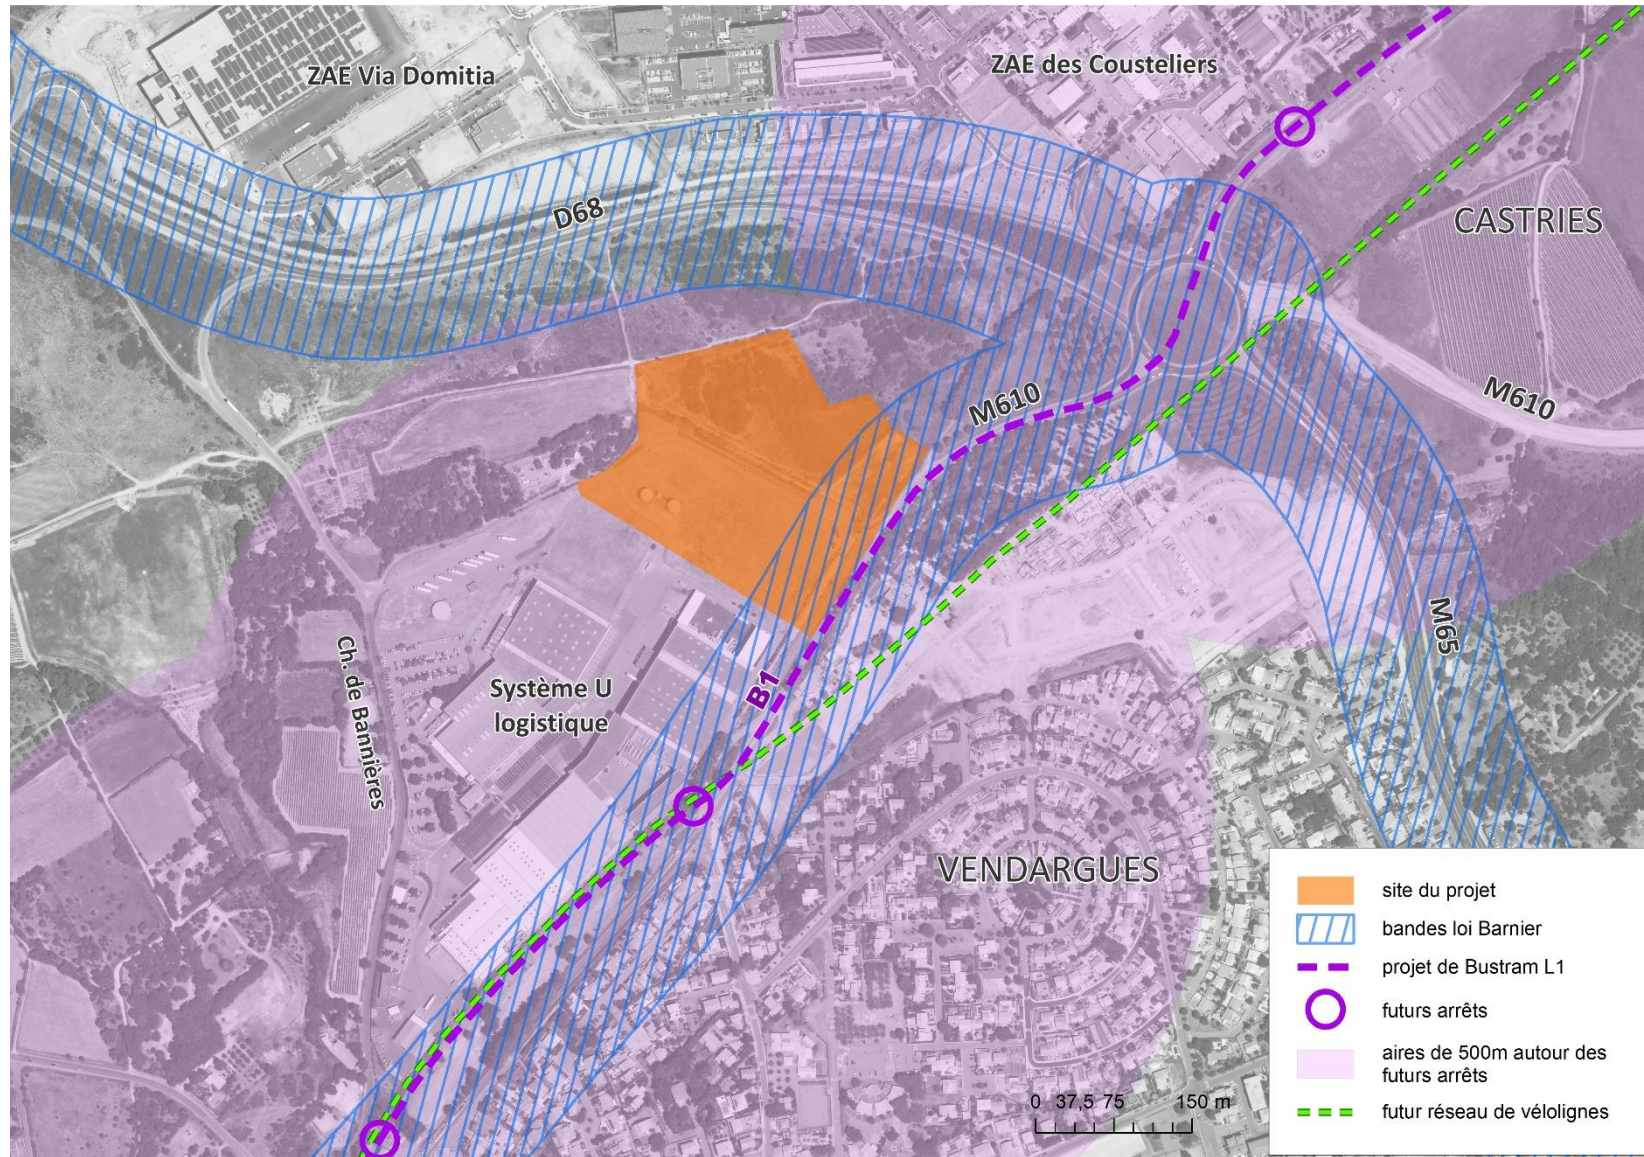 ZAE Via Domitia
ZAE des Cousteliers
D68
CASTRIES
M610
M610
M65
Ch. de Bannières
Système U
logistique
B1
VENDARGUES
site du projet
bandes loi Barnier
projet de Bustram L1
futurs arrêts
aires de 500m autour des
futurs arrêts
futur réseau de vélolignes
0 37,5 75 150 m